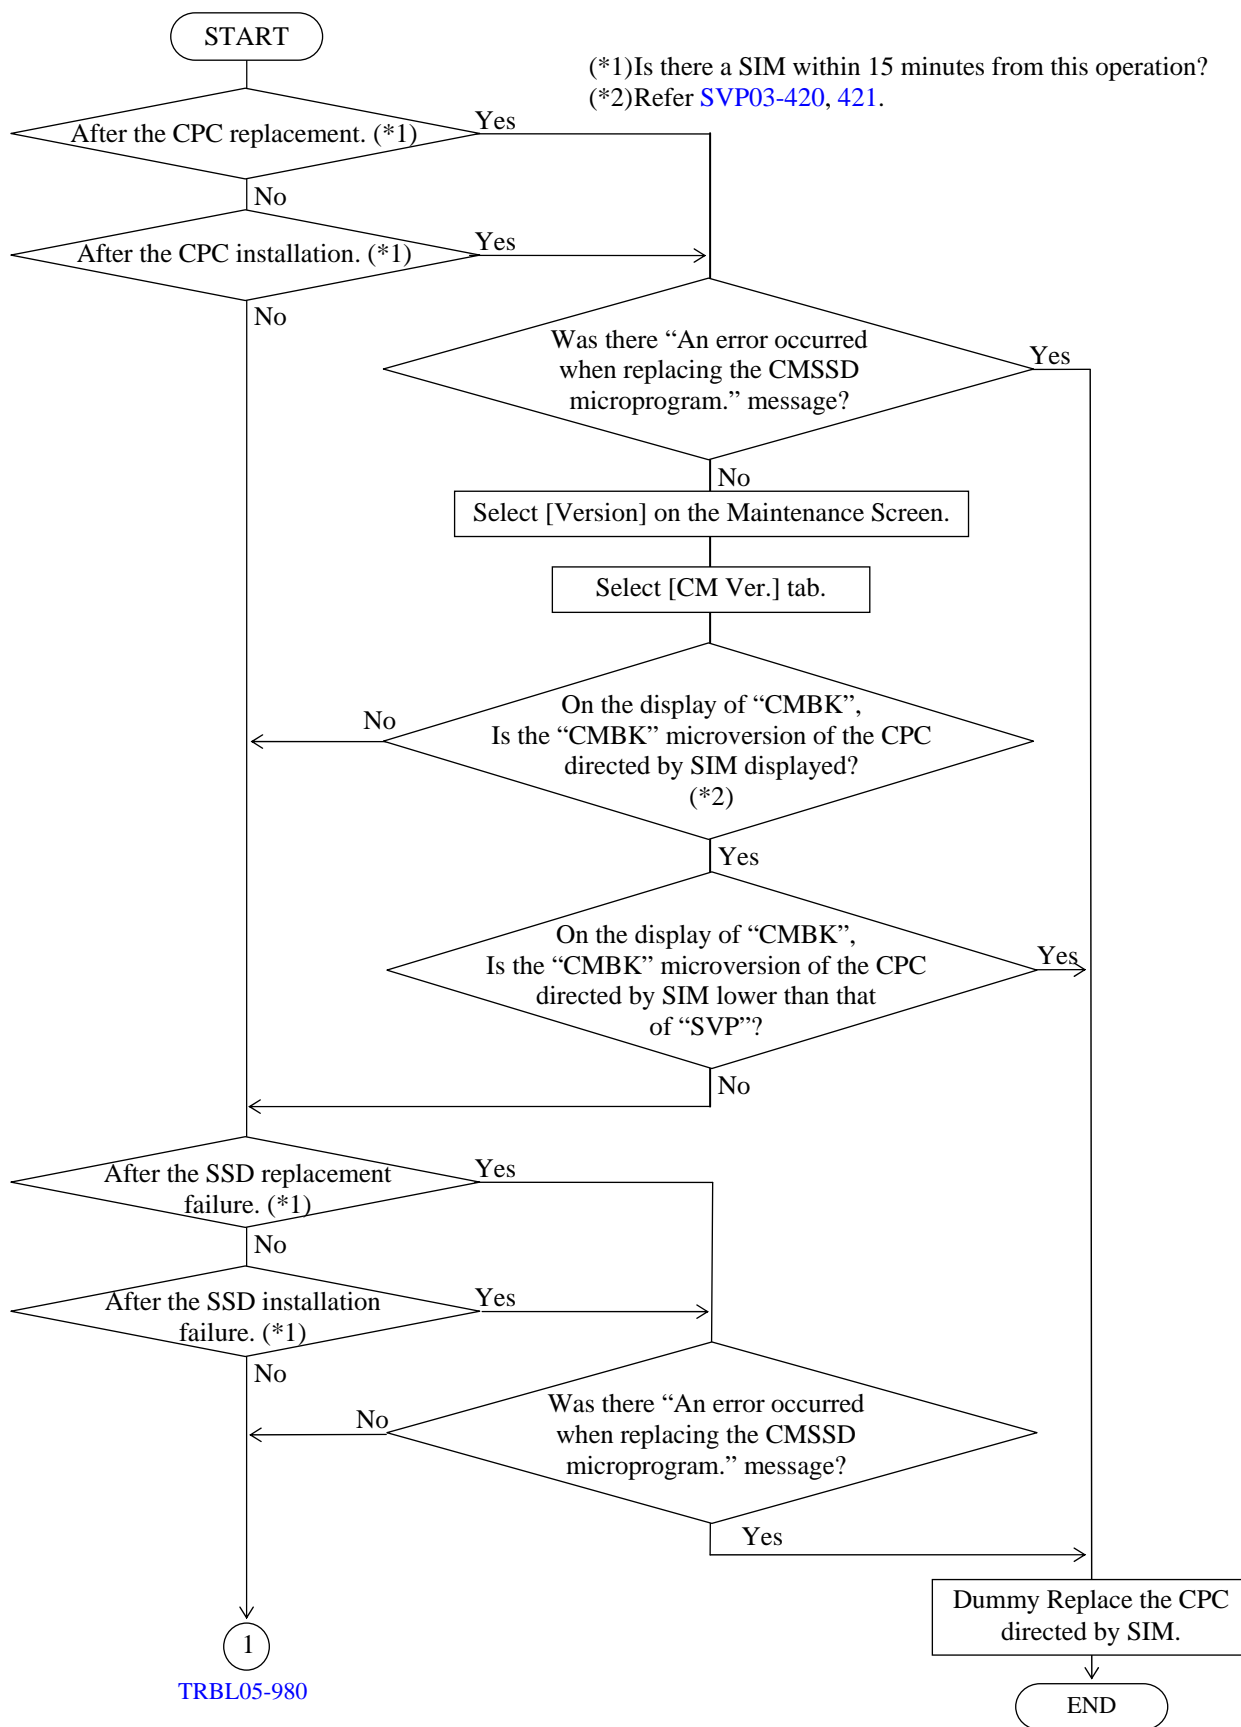 START
(*1)Is there a SIM within 15 minutes from this operation?
(*2)Refer SVP03-420, 421.
After the CPC replacement. (*1)
Yes
No
After the CPC installation. (*1)
Yes
No
Was there “An error occurred
when replacing the CMSSD
microprogram.” message?
Yes
No
Select [Version] on the Maintenance Screen.
Select [CM Ver.] tab.
On the display of “CMBK”,
Is the “CMBK” microversion of the CPC
directed by SIM displayed?
(*2)
No
Yes
On the display of “CMBK”,
Is the “CMBK” microversion of the CPC
directed by SIM lower than that
of “SVP”?
Yes
No
After the SSD replacement
failure. (*1)
Yes
No
After the SSD installation
failure. (*1)
Yes
No
Was there “An error occurred
when replacing the CMSSD
microprogram.” message?
No
Yes
Dummy Replace the CPC
directed by SIM.
1
TRBL05-980
END